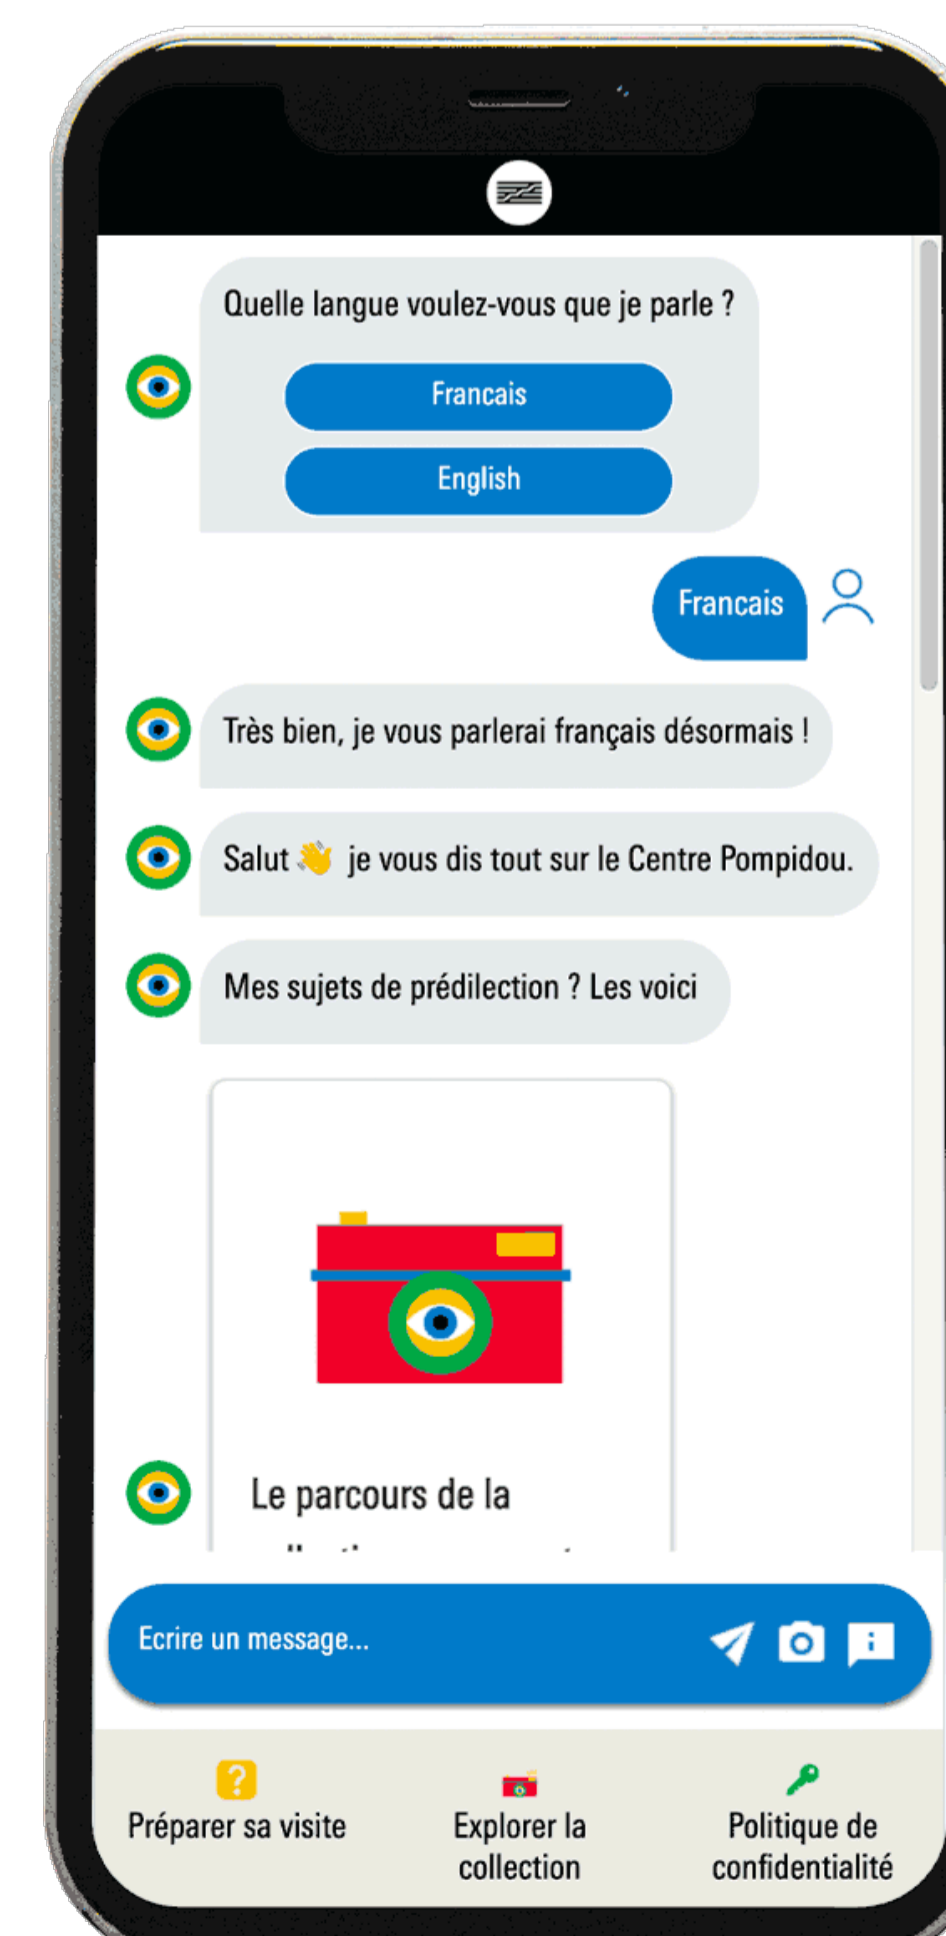 Quelle langue voulez-vous que je parle ?
Francais
English
Francais
Très bien, je vous parlerai français désormais !
Salut 👋 je vous dis tout sur le Centre Pompidou.
Mes sujets de prédilection ? Les voici
Le parcours de la
Ecrire un message...
Préparer sa visite
Explorer la
collection
Politique de
confidentialité